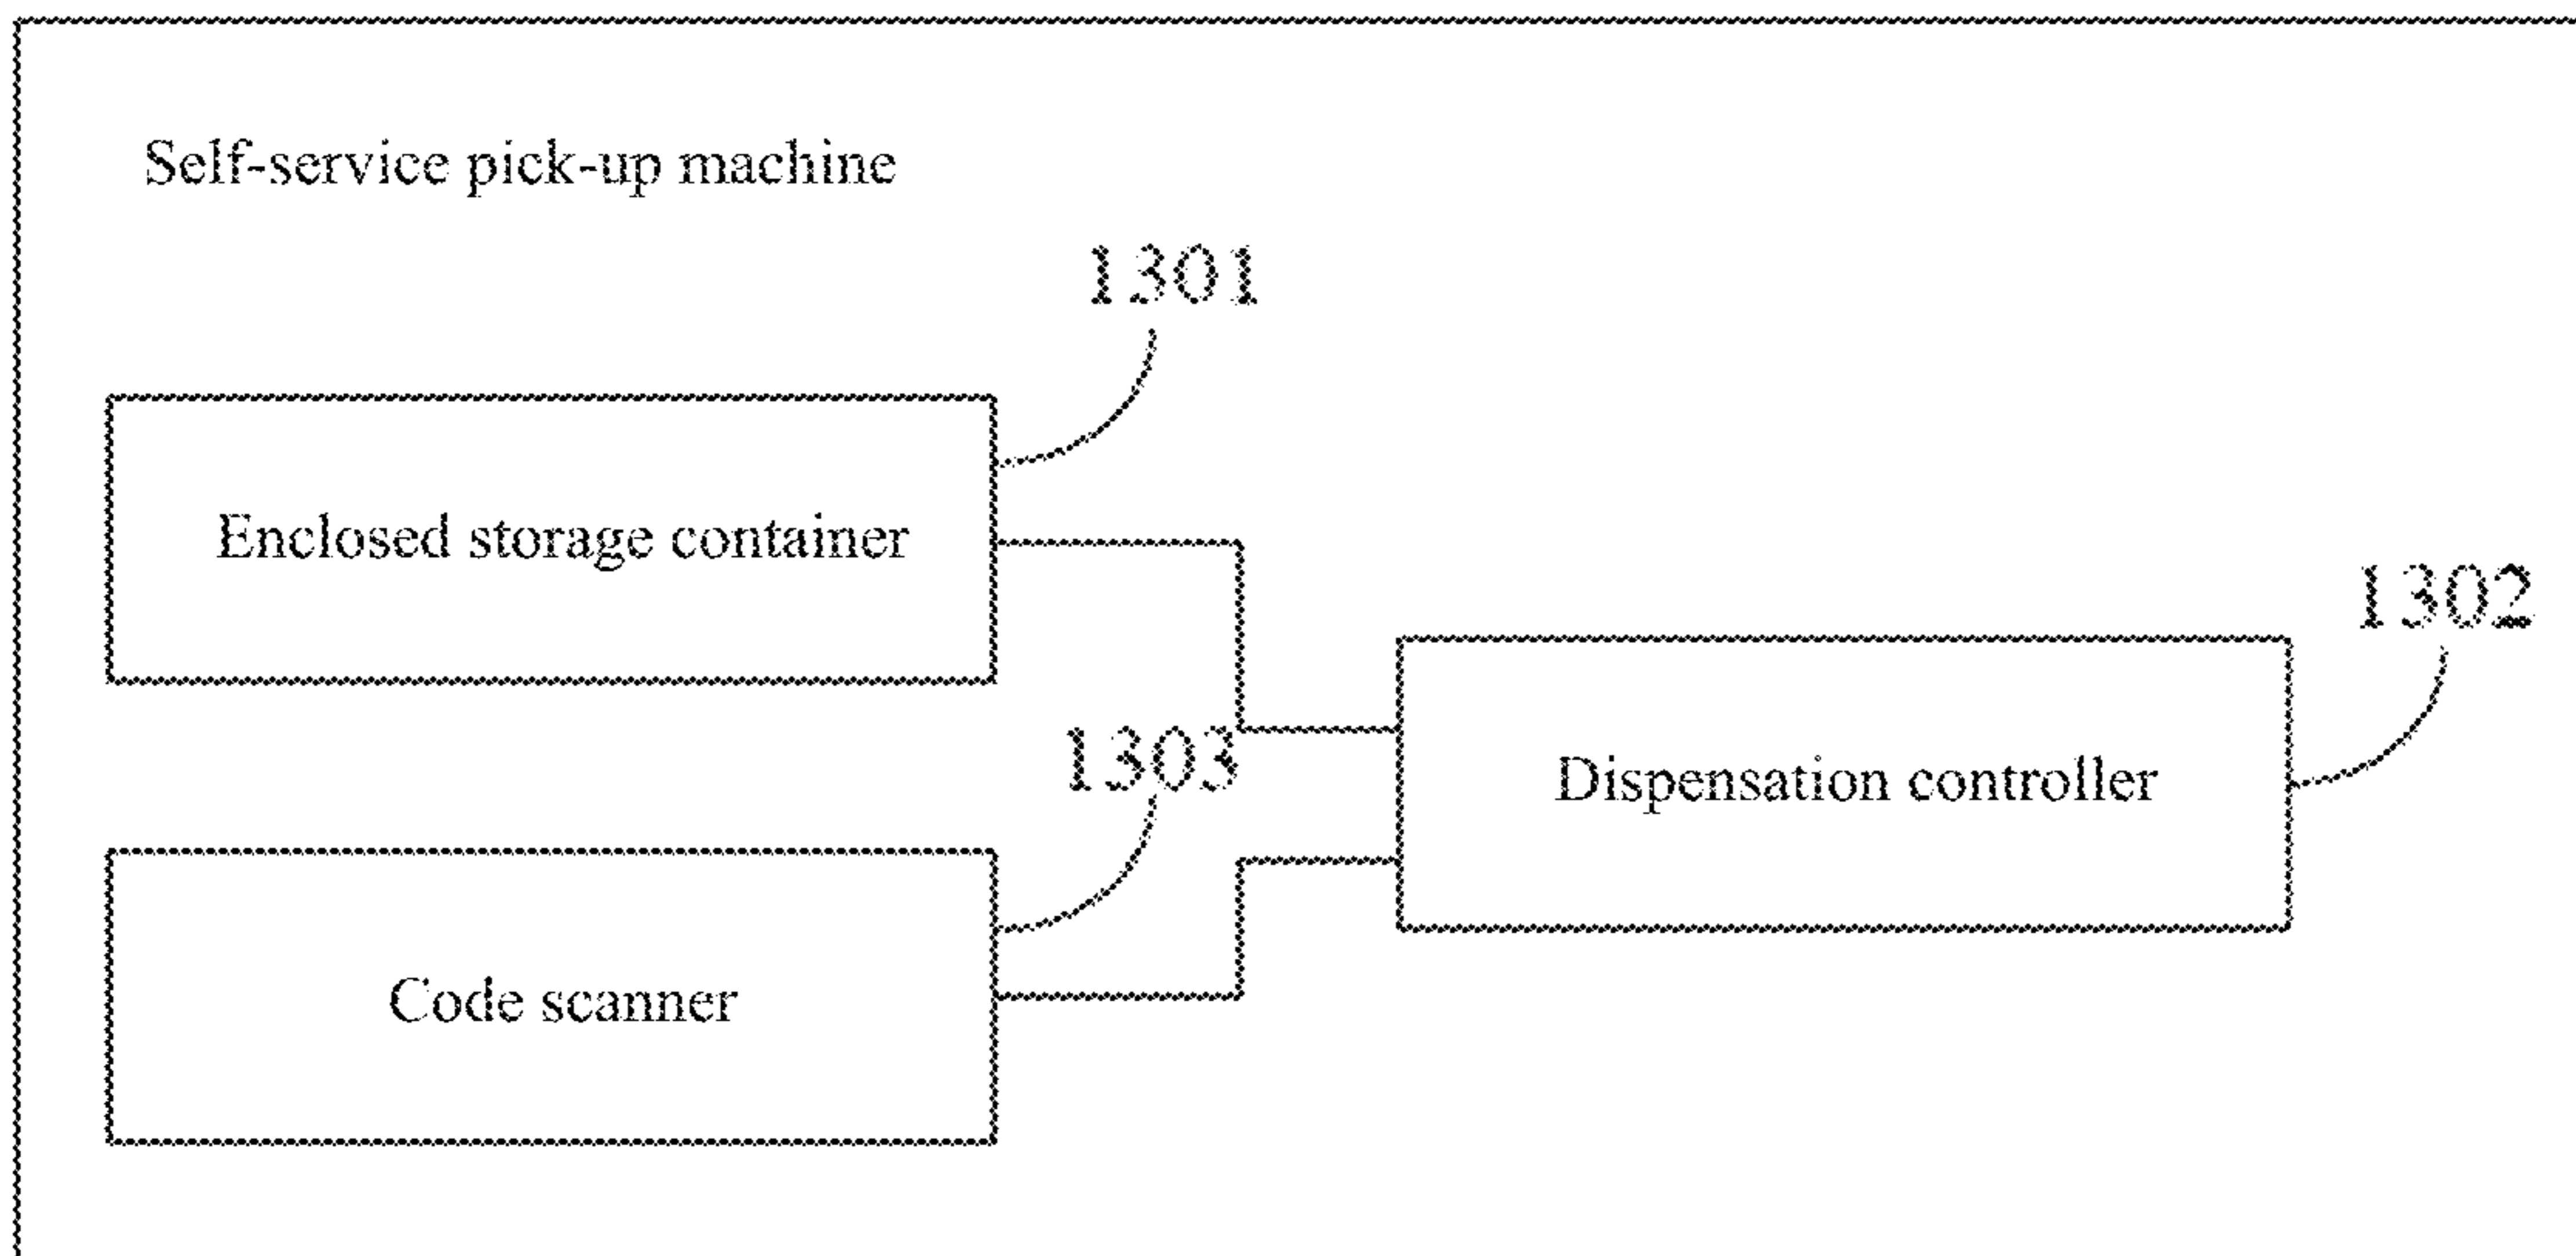 Self-service pick-up machine
1301
Enclosed storage container
1302
1303
Dispensation controller
Code scanner